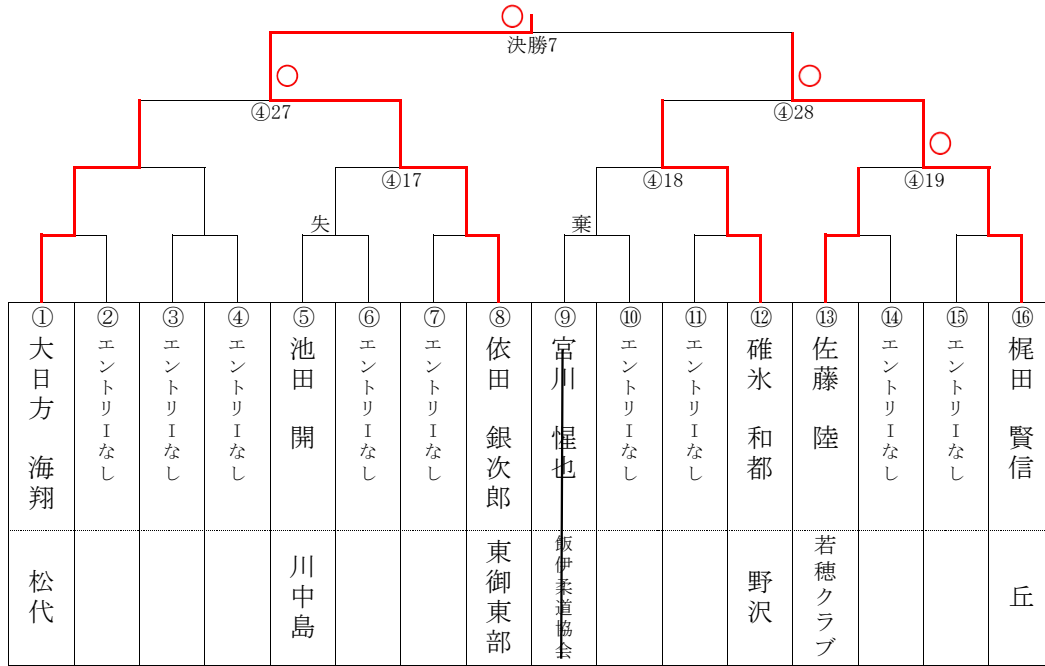 決勝7
④27
④28
④17
④18
④19
失
棄
①
②
③
④
⑤
⑥
⑦
⑧
⑨
⑩
⑪
⑫
⑬
⑭
⑮
⑯
大日方 海翔
エントリーなし
エントリーなし
エントリーなし
池田 開
エントリーなし
エントリーなし
依田 銀次郎
宮川 惺也
エントリーなし
エントリーなし
碓氷 和都
佐藤 陸
エントリーなし
エントリーなし
梶田 賢信
松代
川中島
東御東部
飯伊柔道協会
野沢
若穂クラブ
丘